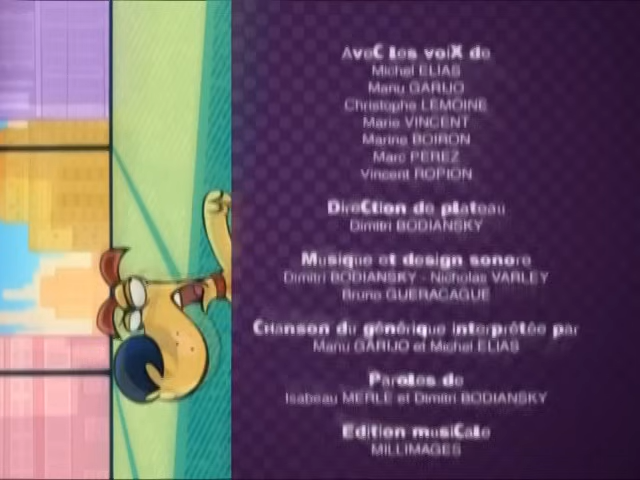 AveC les voiX de
Michel ELIAS
Manu GARIJO
Christophe LEMOINE
Marie VINCENT
Marine BOIRON
Marc PEREZ
Vincent ROPION
DireCtion de plateau
Dimitri BODIANSKY
Musique et design sonore
Dimitri BODIANSKY - Nicholas VARLEY
Bruno GUERACAGUE
CHanson du générique interprétée par
Manu GARIJO et Michel ELIAS
Paroles de
Isabeau MERLE et Dimitri BODIANSKY
Edition musiCale
MILLIMAGES